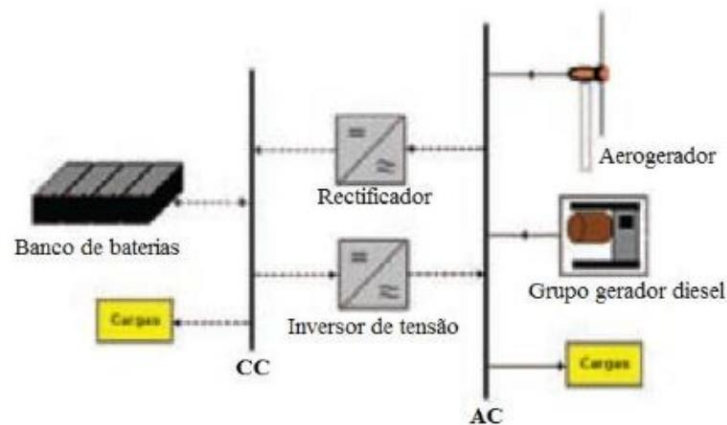 Aerogerador
Rectificador
Banco de baterias
Grupo gerador diesel
Inversor de tensão
Cargas
Cargas
CC
AC